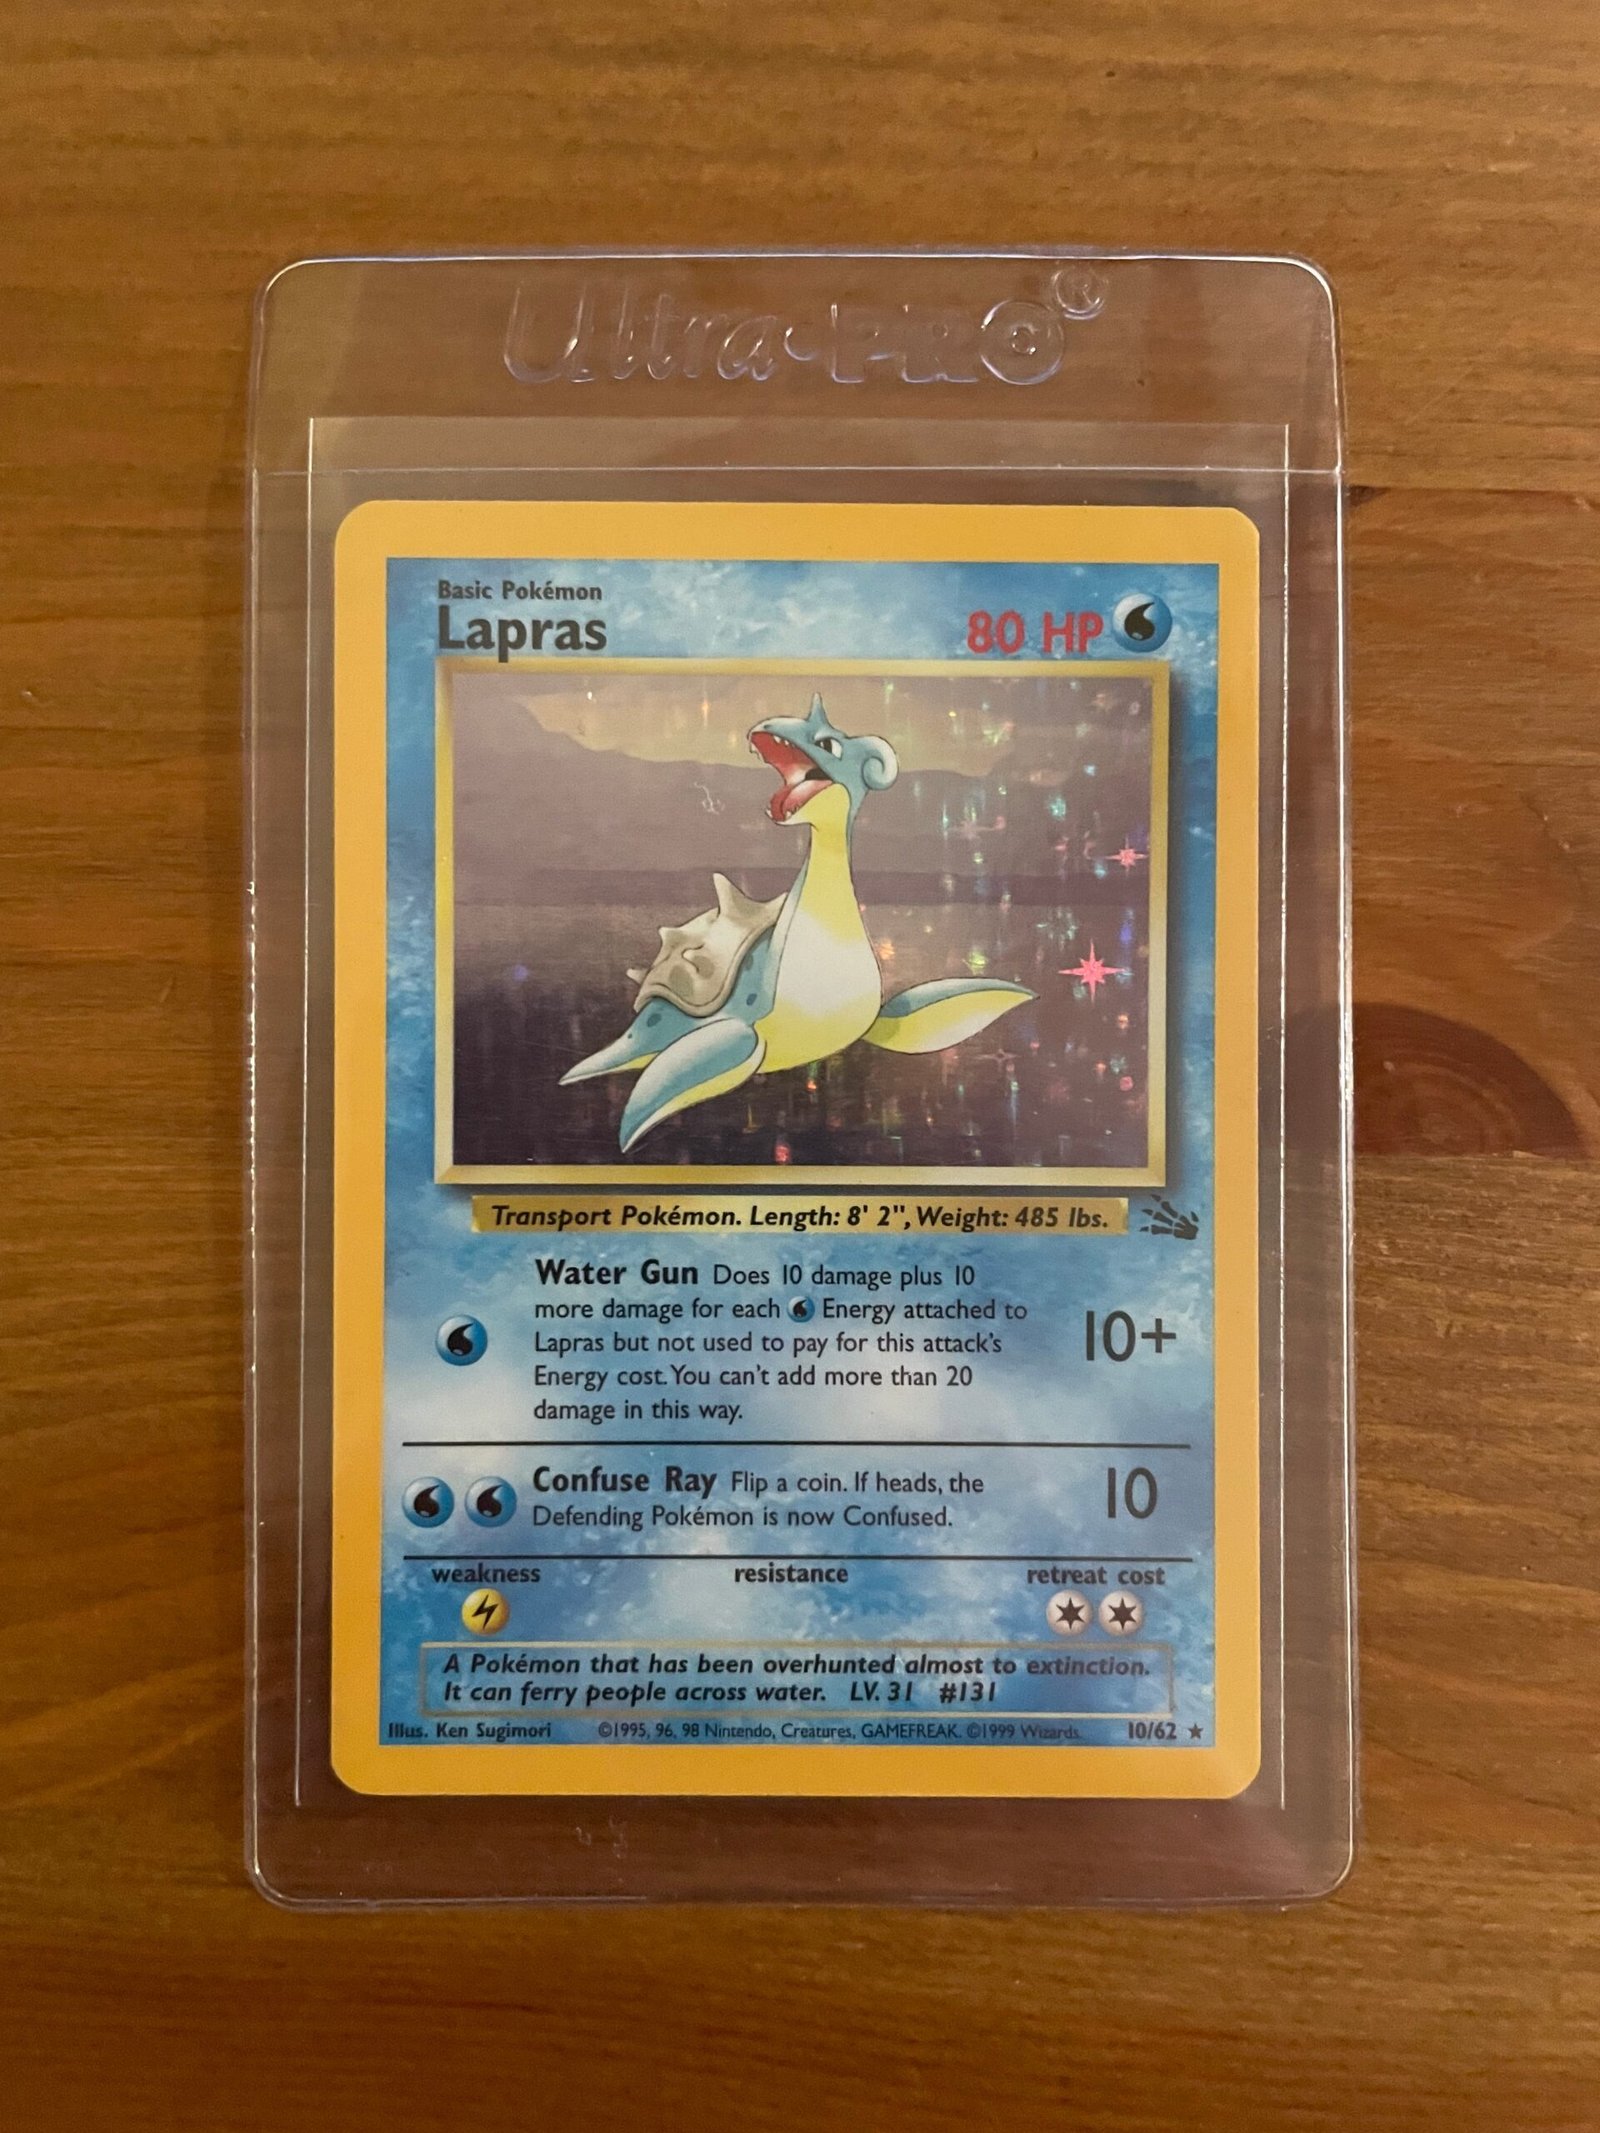 Ultra•PRO®
Basic Pokémon
Lapras
80 HP
Transport Pokémon. Length: 8' 2", Weight: 485 lbs.
Water Gun Does 10 damage plus 10
more damage for each Energy attached to
Lapras but not used to pay for this attack's
Energy cost. You can't add more than 20
damage in this way.
10+
Confuse Ray Flip a coin. If heads, the
Defending Pokémon is now Confused.
10
weakness resistance retreat cost
A Pokémon that has been overhunted almost to extinction.
It can ferry people across water. LV. 31 #131
Illus. Ken Sugimori ©1995, 96, 98 Nintendo, Creatures, GAMEFREAK. ©1999 Wizards. 10/62 ★